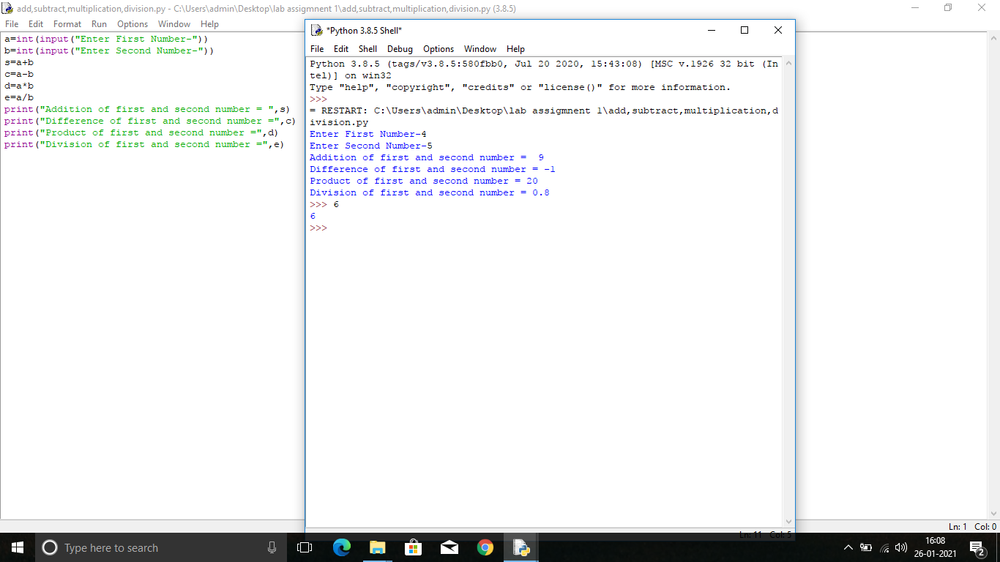 add,subtract,multiplication,division.py - C:\Users\admin\Desktop\lab assigmnent 1\add,subtract,multiplication,division.py (3.8.5)
File Edit Format Run Options Window Help
a=int(input("Enter First Number-"))
b=int(input("Enter Second Number-"))
s=a+b
c=a-b
d=a*b
e=a/b
print("Addition of first and second number = ",s)
print("Difference of first and second number =",c)
print("Product of first and second number =",d)
print("Division of first and second number =",e)
*Python 3.8.5 Shell*
File Edit Shell Debug Options Window Help
Python 3.8.5 (tags/v3.8.5:580fbb0, Jul 20 2020, 15:43:08) [MSC v.1926 32 bit (In
tel)] on win32
Type "help", "copyright", "credits" or "license()" for more information.
>>>
= RESTART: C:\Users\admin\Desktop\lab assigmnent 1\add,subtract,multiplication,d
ivision.py
Enter First Number-4
Enter Second Number-5
Addition of first and second number =  9
Difference of first and second number = -1
Product of first and second number = 20
Division of first and second number = 0.8
>>> 6
6
>>>
Ln: 11 Col: 5
Ln: 1 Col: 0
Type here to search
16:08
26-01-2021
2